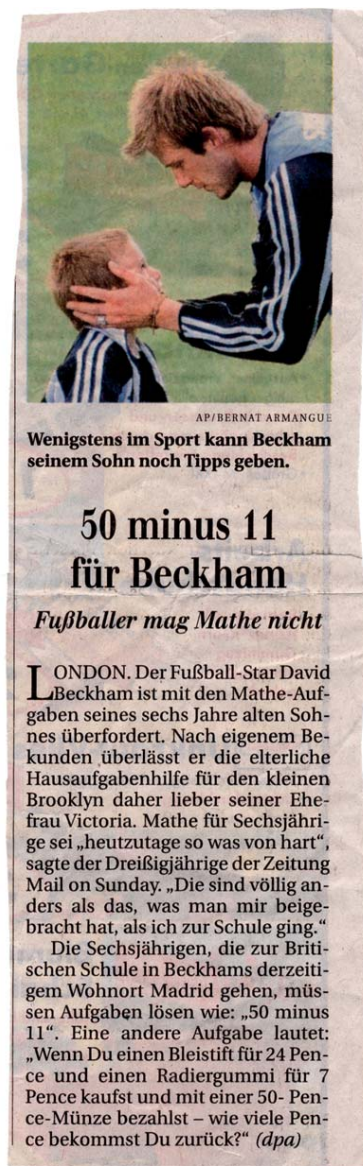 AP/BERNAT ARMANGUE
Wenigstens im Sport kann Beckham
seinem Sohn noch Tipps geben.
50 minus 11
für Beckham
Fußballer mag Mathe nicht
LONDON. Der Fußball-Star David
Beckham ist mit den Mathe-Auf-
gaben seines sechs Jahre alten Soh-
nes überfordert. Nach eigenem Be-
kunden überlässt er die elterliche
Hausaufgabenhilfe für den kleinen
Brooklyn daher lieber seiner Ehe-
frau Victoria. Mathe für Sechsjähri-
ge sei „heutzutage so was von hart“,
sagte der Dreißigjährige der Zeitung
Mail on Sunday. „Die sind völlig an-
ders als das, was man mir beige-
bracht hat, als ich zur Schule ging.“
Die Sechsjährigen, die zur Briti-
schen Schule in Beckhams derzeiti-
gem Wohnort Madrid gehen, müs-
sen Aufgaben lösen wie: „50 minus
11“. Eine andere Aufgabe lautet:
„Wenn Du einen Bleistift für 24 Pen-
ce und einen Radiergummi für 7
Pence kaufst und mit einer 50- Pen-
ce-Münze bezahlst – wie viele Pen-
ce bekommst Du zurück?“ (dpa)